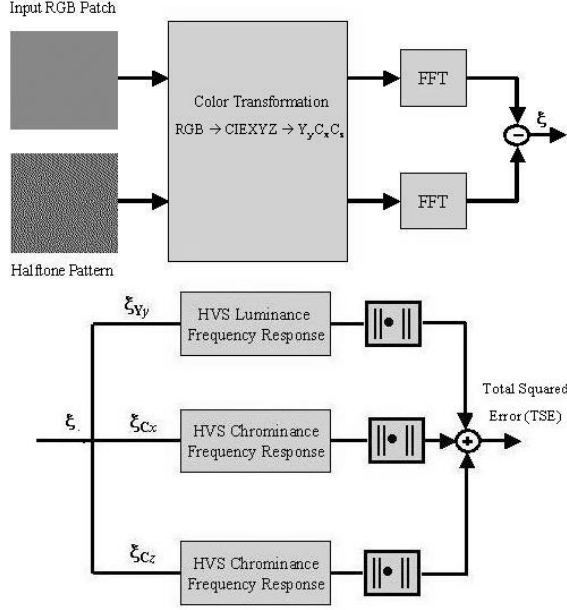 Input RGB Patch
Color Transformation
RGB → CIEXYZ → YyCxCz
FFT
ξ
FFT
Halftone Pattern
ξYy
HVS Luminance
Frequency Response
|| • ||
Total Squared
Error (TSE)
ξ
ξCx
HVS Chrominance
Frequency Response
|| • ||
ξCz
HVS Chrominance
Frequency Response
|| • ||